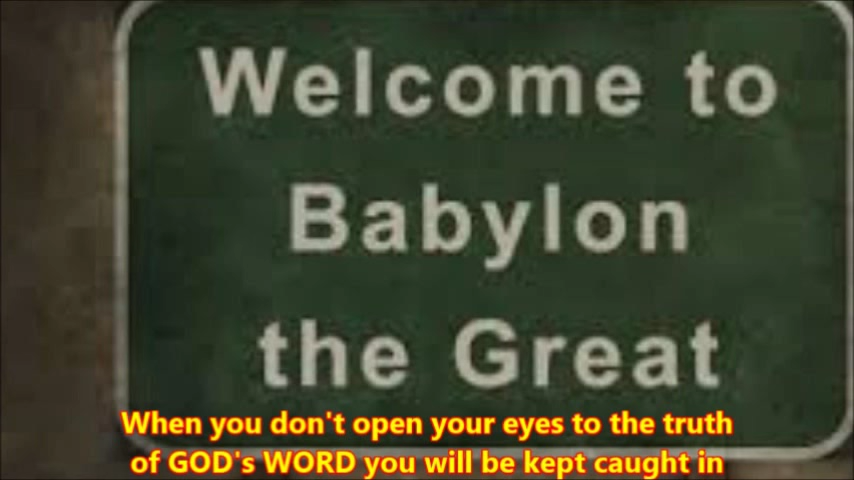 Welcome to
Babylon
the Great
When you don't open your eyes to the truth
of GOD's WORD you will be kept caught in